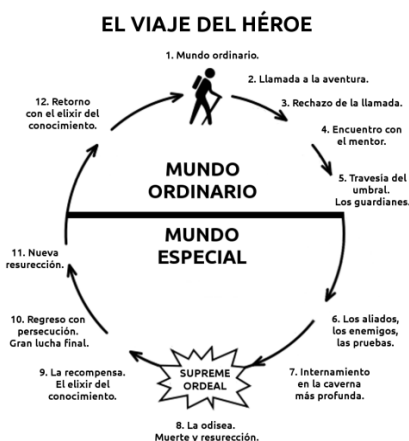 EL VIAJE DEL HÉROE
1. Mundo ordinario.
2. Llamada a la aventura.
3. Rechazo de la llamada.
4. Encuentro con
el mentor.
5. Travesia del
umbral.
Los guardianes.
MUNDO
ORDINARIO
MUNDO
ESPECIAL
6. Los aliados,
los enemigos,
las pruebas.
7. Internamiento
en la caverna
más profunda.
SUPREME
ORDEAL
8. La odisea.
Muerte y resurección.
9. La recompensa.
El elixir del
conocimiento.
10. Regreso con
persecución.
Gran lucha final.
11. Nueva
resurección.
12. Retorno
con el elixir del
conocimiento.